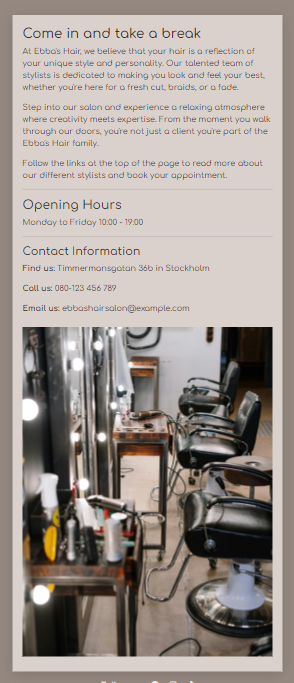 Come in and take a break
At Ebba's Hair, we believe that your hair is a reflection of
your unique style and personality. Our talented team of
stylists is dedicated to making you look and feel your best,
whether you're here for a fresh cut, braids, or a fade.
Step into our salon and experience a relaxing atmosphere
where creativity meets expertise. From the moment you walk
through our doors, you're not just a client you're part of the
Ebba's Hair family.
Follow the links at the top of the page to read more about
our different stylists and book your appointment.
Opening Hours
Monday to Friday 10:00 - 19:00
Contact Information
Find us: Timmermansgatan 36b in Stockholm
Call us: 080-123 456 789
Email us: ebbashairsalon@example.com